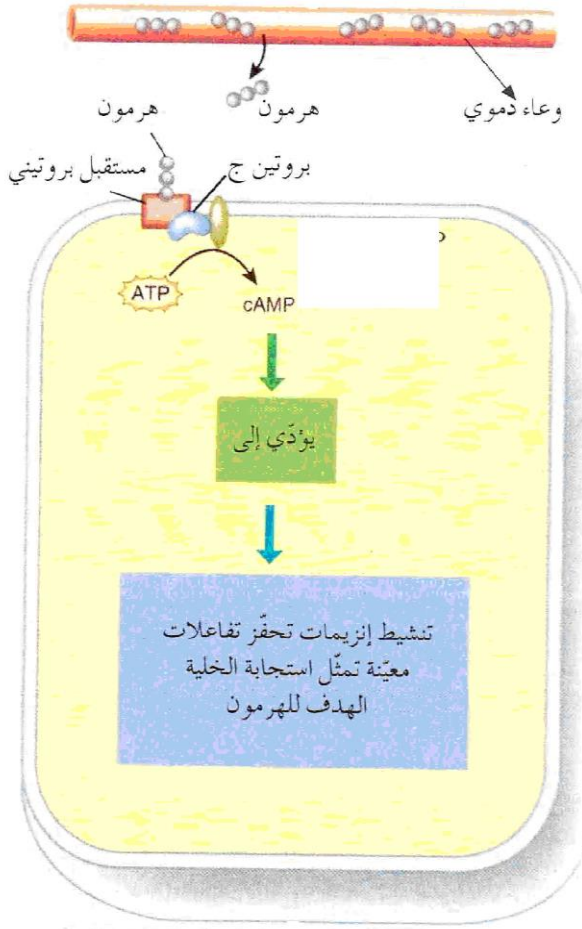 وعاء دموي
هرمون
هرمون
بروتين ج
مستقبل بروتيني
ATP
cAMP
يؤدّي إلى
تنشيط إنزيمات تحفّز تفاعلات
معيّنة تمثّل استجابة الخلية
الهدف للهرمون